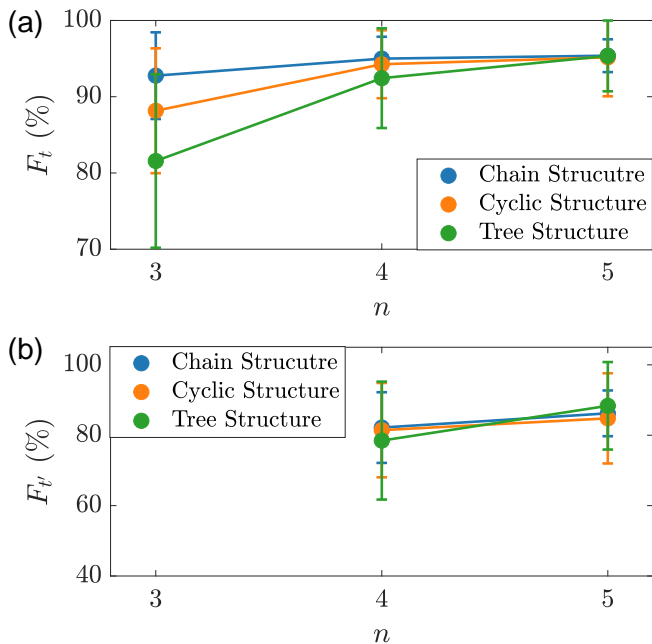 (a)
100
90
80
70
F_t (%)
Chain Strucutre
Cyclic Structure
Tree Structure
3 4 5
n
(b)
100
80
60
40
F_{t'} (%)
Chain Strucutre
Cyclic Structure
Tree Structure
3 4 5
n